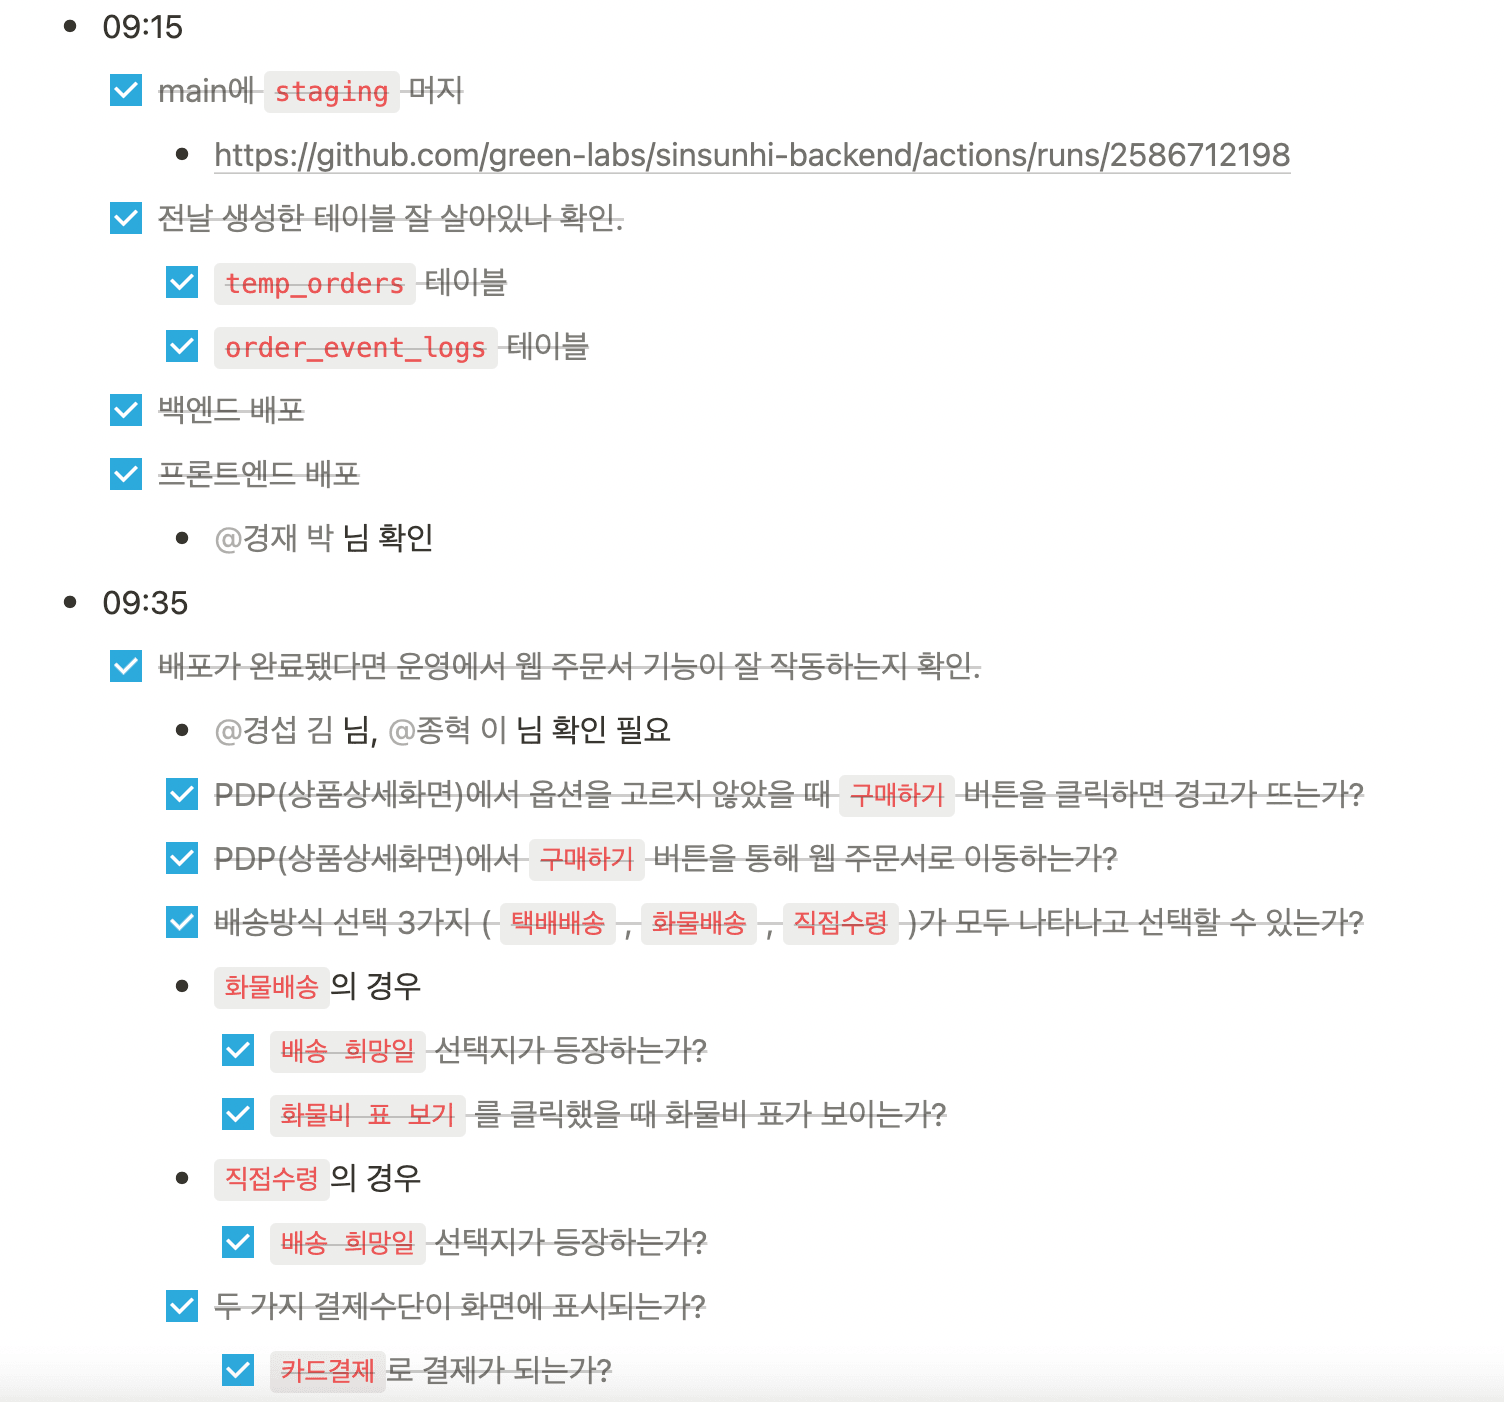 09:15
main에 staging 머지
https://github.com/green-labs/sinsunhi-backend/actions/runs/2586712198
전날 생성한 테이블 잘 살아있나 확인.
temp_orders 테이블
order_event_logs 테이블
백엔드 배포
프론트엔드 배포
@경재 박 님 확인
09:35
배포가 완료됐다면 운영에서 웹 주문서 기능이 잘 작동하는지 확인.
@경섭 김 님, @종혁 이 님 확인 필요
PDP(상품상세화면)에서 옵션을 고르지 않았을 때 구매하기 버튼을 클릭하면 경고가 뜨는가?
PDP(상품상세화면)에서 구매하기 버튼을 통해 웹 주문서로 이동하는가?
배송방식 선택 3가지 ( 택배배송 , 화물배송 , 직접수령 )가 모두 나타나고 선택할 수 있는가?
화물배송의 경우
배송 희망일 선택지가 등장하는가?
화물비 표 보기 를 클릭했을 때 화물비 표가 보이는가?
직접수령의 경우
배송 희망일 선택지가 등장하는가?
두 가지 결제수단이 화면에 표시되는가?
카드결제로 결제가 되는가?